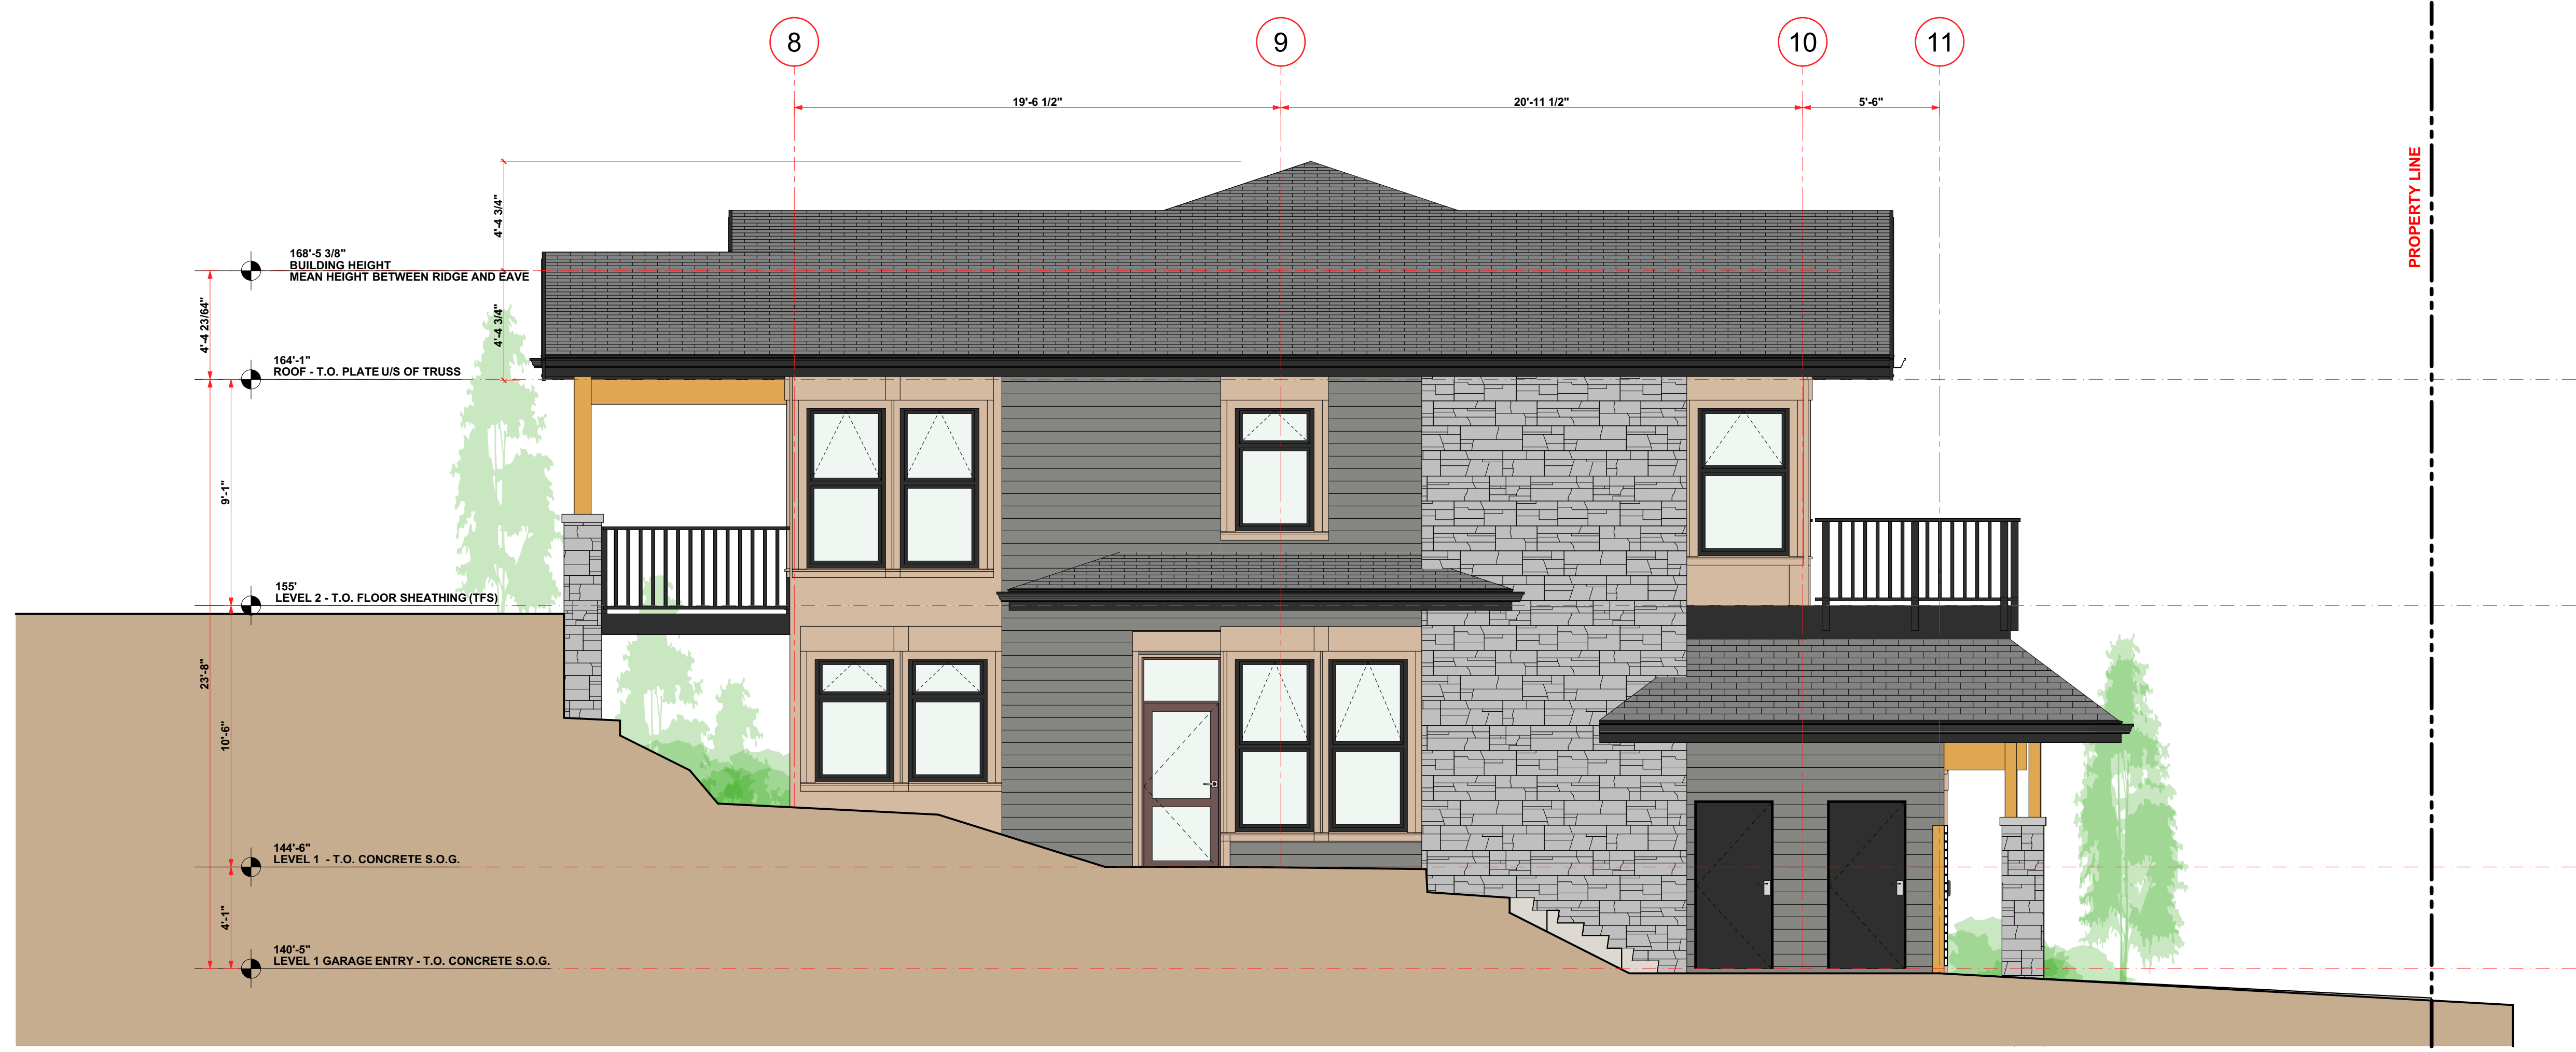 8
9
10
11
19'-6 1/2"
20'-11 1/2"
5'-6"
PROPERTY LINE
4'-4 3/4"
168'-5 3/8"
BUILDING HEIGHT
MEAN HEIGHT BETWEEN RIDGE AND EAVE
4'-4 23/64"
4'-4 3/4"
164'-1"
ROOF - T.O. PLATE U/S OF TRUSS
9'-1"
155'
LEVEL 2 - T.O. FLOOR SHEATHING (TFS)
23'-8"
10'-6"
144'-6"
LEVEL 1 - T.O. CONCRETE S.O.G.
4'-1"
140'-5"
LEVEL 1 GARAGE ENTRY - T.O. CONCRETE S.O.G.